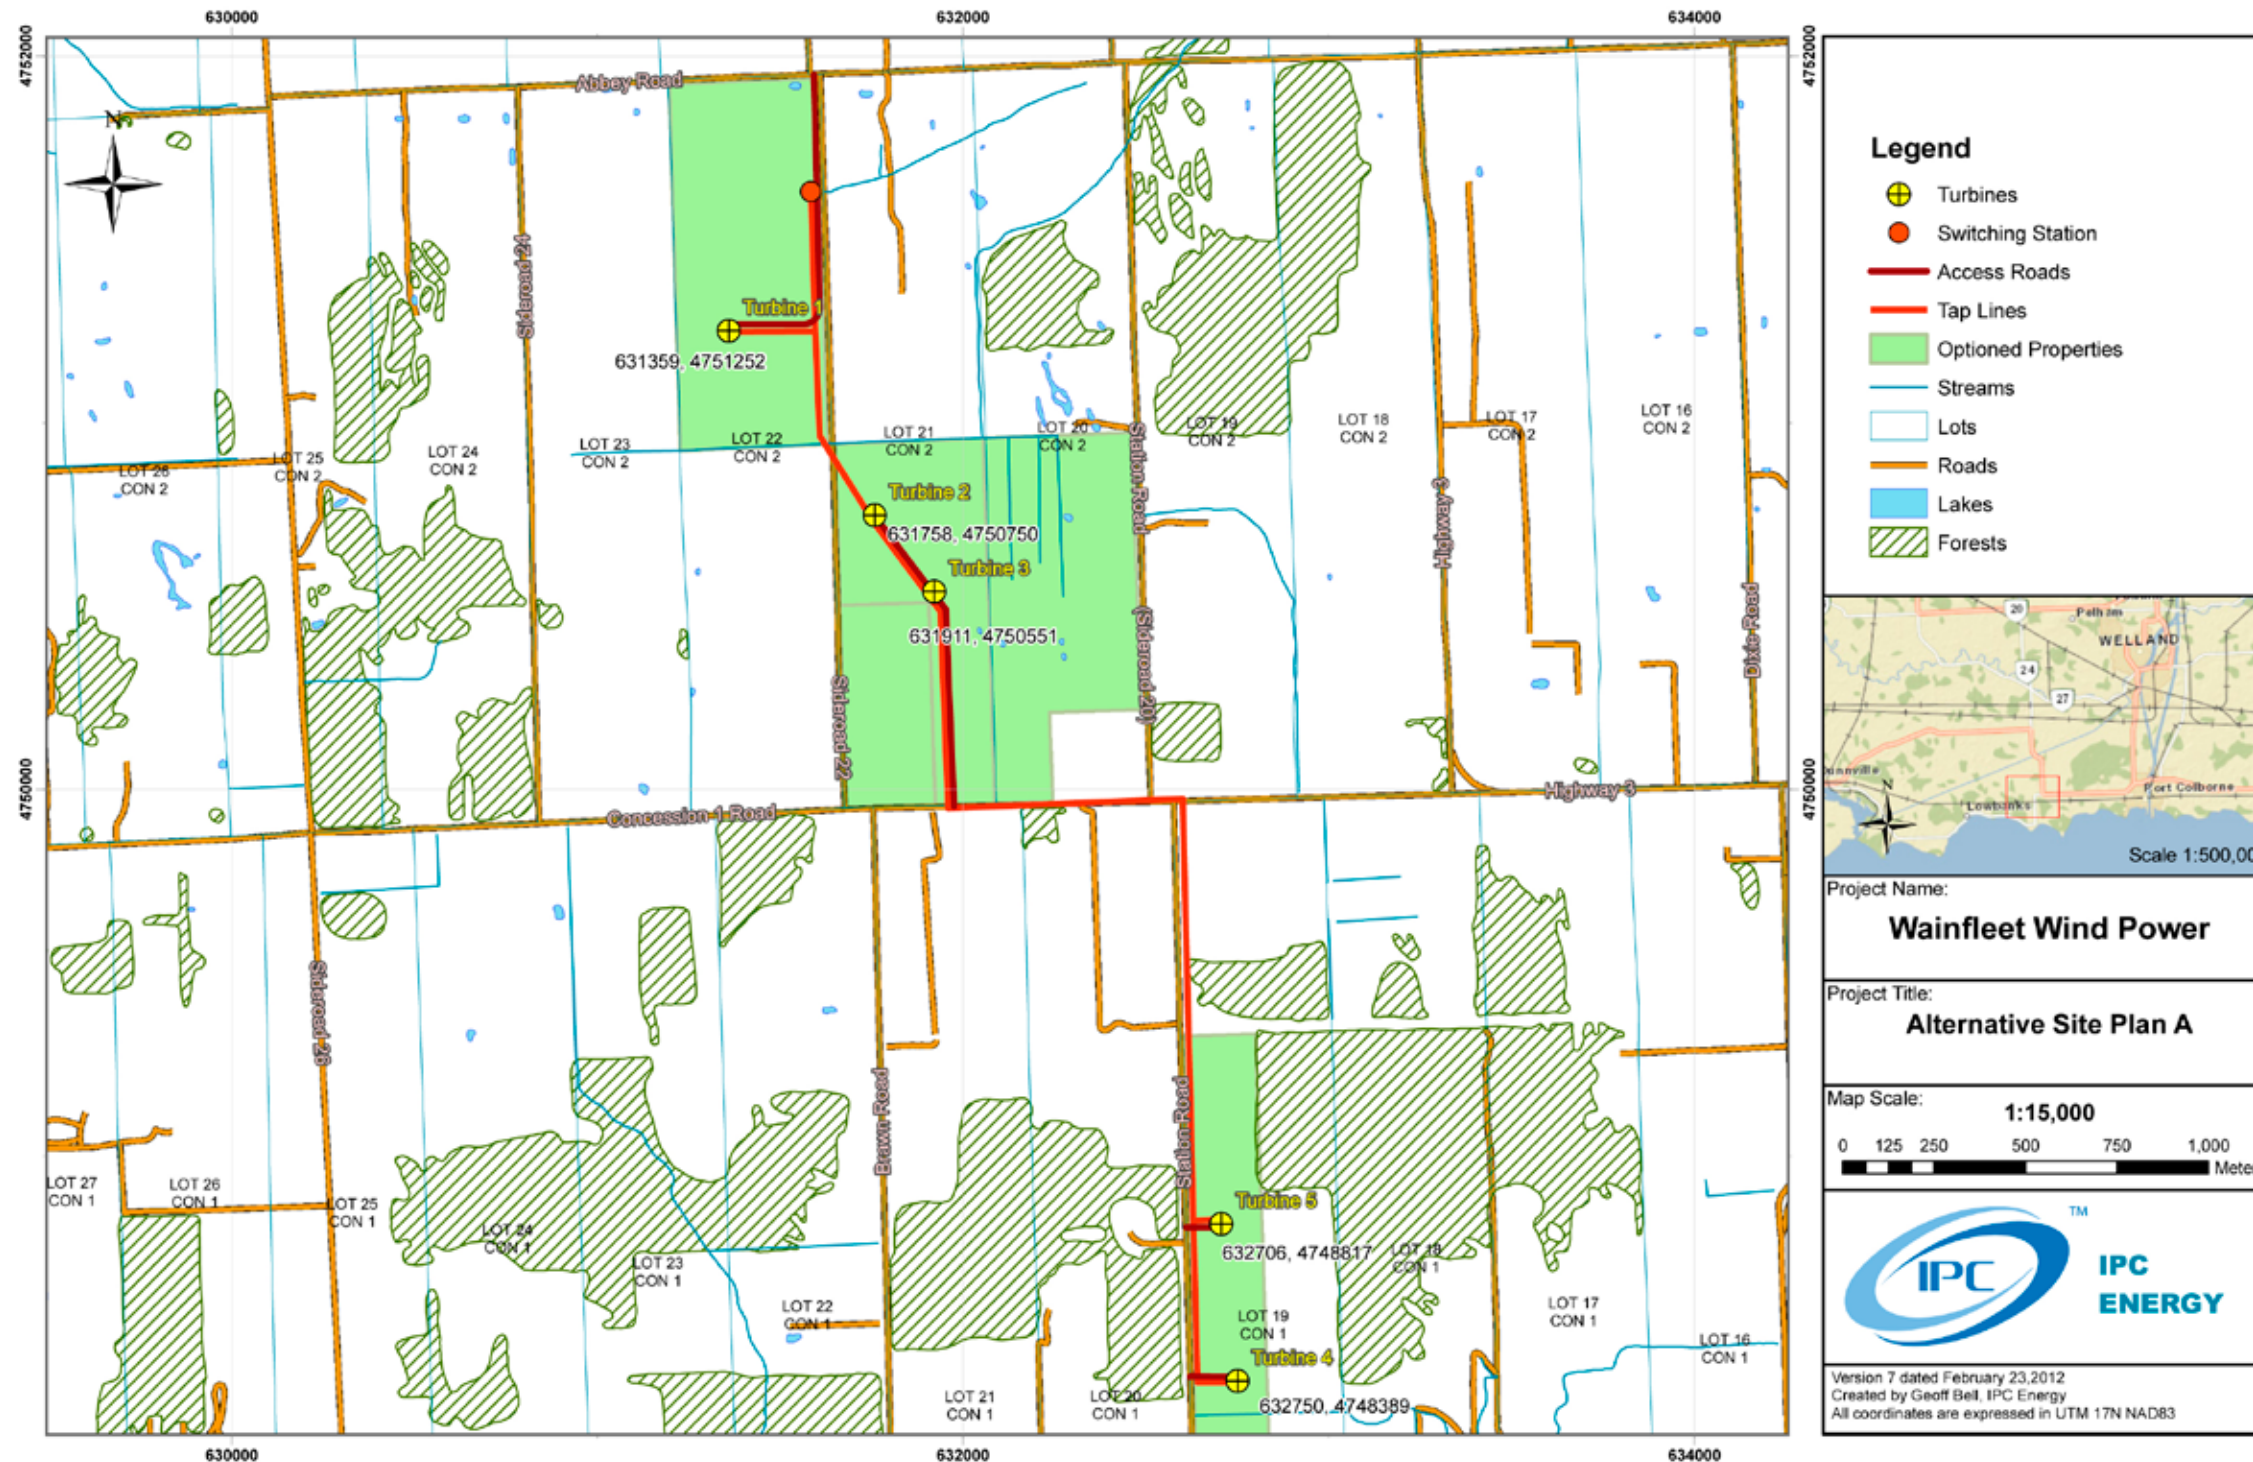 630000
632000
634000
4752000
4752000
Abbey Road
N
Sideroad 24
Turbine 1
631359, 4751252
LOT 26
CON 2
LOT 25
CON 2
LOT 24
CON 2
LOT 23
CON 2
LOT 22
CON 2
LOT 21
CON 2
LOT 20
CON 2
LOT 19
CON 2
LOT 18
CON 2
LOT 17
CON 2
LOT 16
CON 2
Station Road
(Sideroad 20)
Highway 3
Dixie Road
Turbine 2
631758, 4750750
Turbine 3
631911, 4750551
Sideroad 22
4750000
4750000
Concession 1 Road
Highway 3
Sideroad 26
Brawn Road
Station Road
LOT 27
CON 1
LOT 26
CON 1
LOT 25
CON 1
LOT 24
CON 1
LOT 23
CON 1
LOT 22
CON 1
LOT 21
CON 1
LOT 20
CON 1
Turbine 5
632706, 4748817
LOT 18
CON 1
LOT 19
CON 1
LOT 17
CON 1
LOT 16
CON 1
Turbine 4
632750, 4748389
630000
632000
634000
Legend
Turbines
Switching Station
Access Roads
Tap Lines
Optioned Properties
Streams
Lots
Roads
Lakes
Forests
20
Pelham
WELLAND
24
27
N
Lowbanks
Port Colborne
Scale 1:500,00
Project Name:
Wainfleet Wind Power
Project Title:
Alternative Site Plan A
Map Scale:
1:15,000
0 125 250 500 750 1,000
Mete
IPC
TM
IPC
ENERGY
Version 7 dated February 23,2012
Created by Geoff Bell, IPC Energy
All coordinates are expressed in UTM 17N NAD83